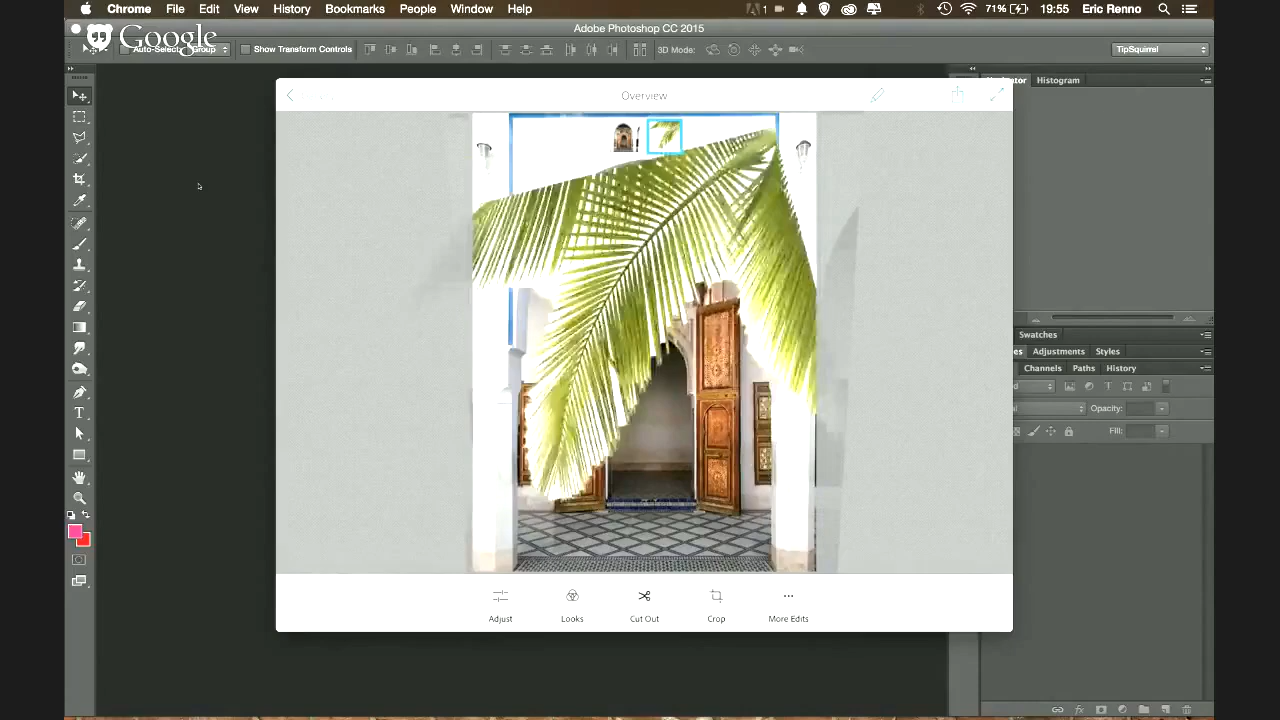 Chrome File Edit View History Bookmarks People Window Help 1 71% 19:55 Eric Renno
Adobe Photoshop CC 2015
Google
Auto-Select: Group Show Transform Controls 3D Mode: TipSquirrel
Navigator Histogram
Overview
Swatches
Adjustments Styles
Channels Paths History
Opacity:
Fill:
T
Adjust Looks Cut Out Crop More Edits